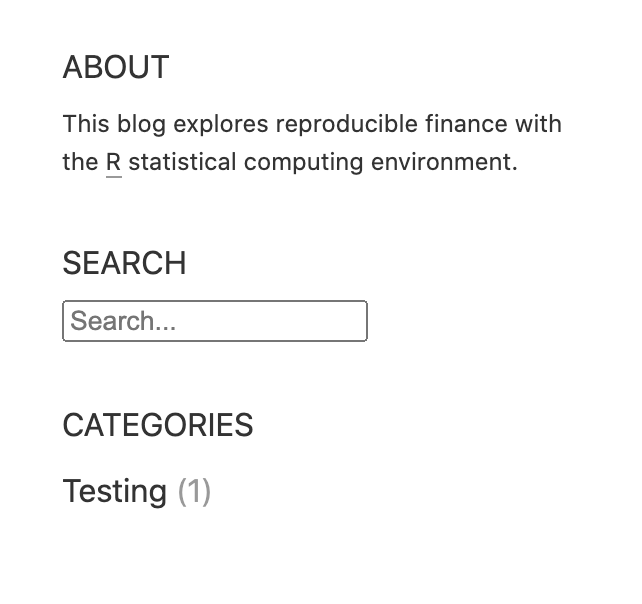 ABOUT
This blog explores reproducible finance with
the R statistical computing environment.
SEARCH
Search...
CATEGORIES
Testing (1)